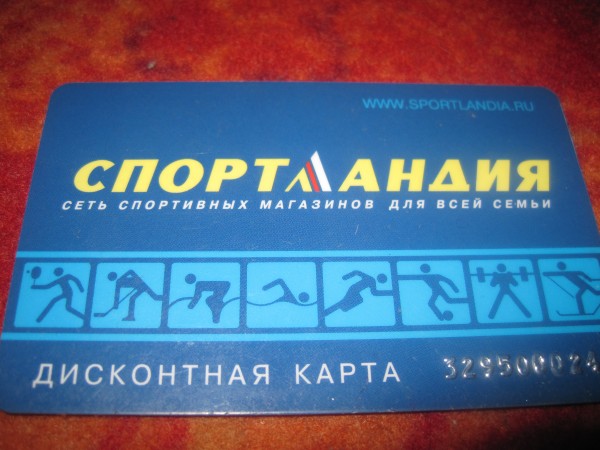 WWW.SPORTLANDIA.RU
СПОРТЛАНДИЯ
СЕТЬ СПОРТИВНЫХ МАГАЗИНОВ ДЛЯ ВСЕЙ СЕМЬИ
ДИСКОНТНАЯ КАРТА